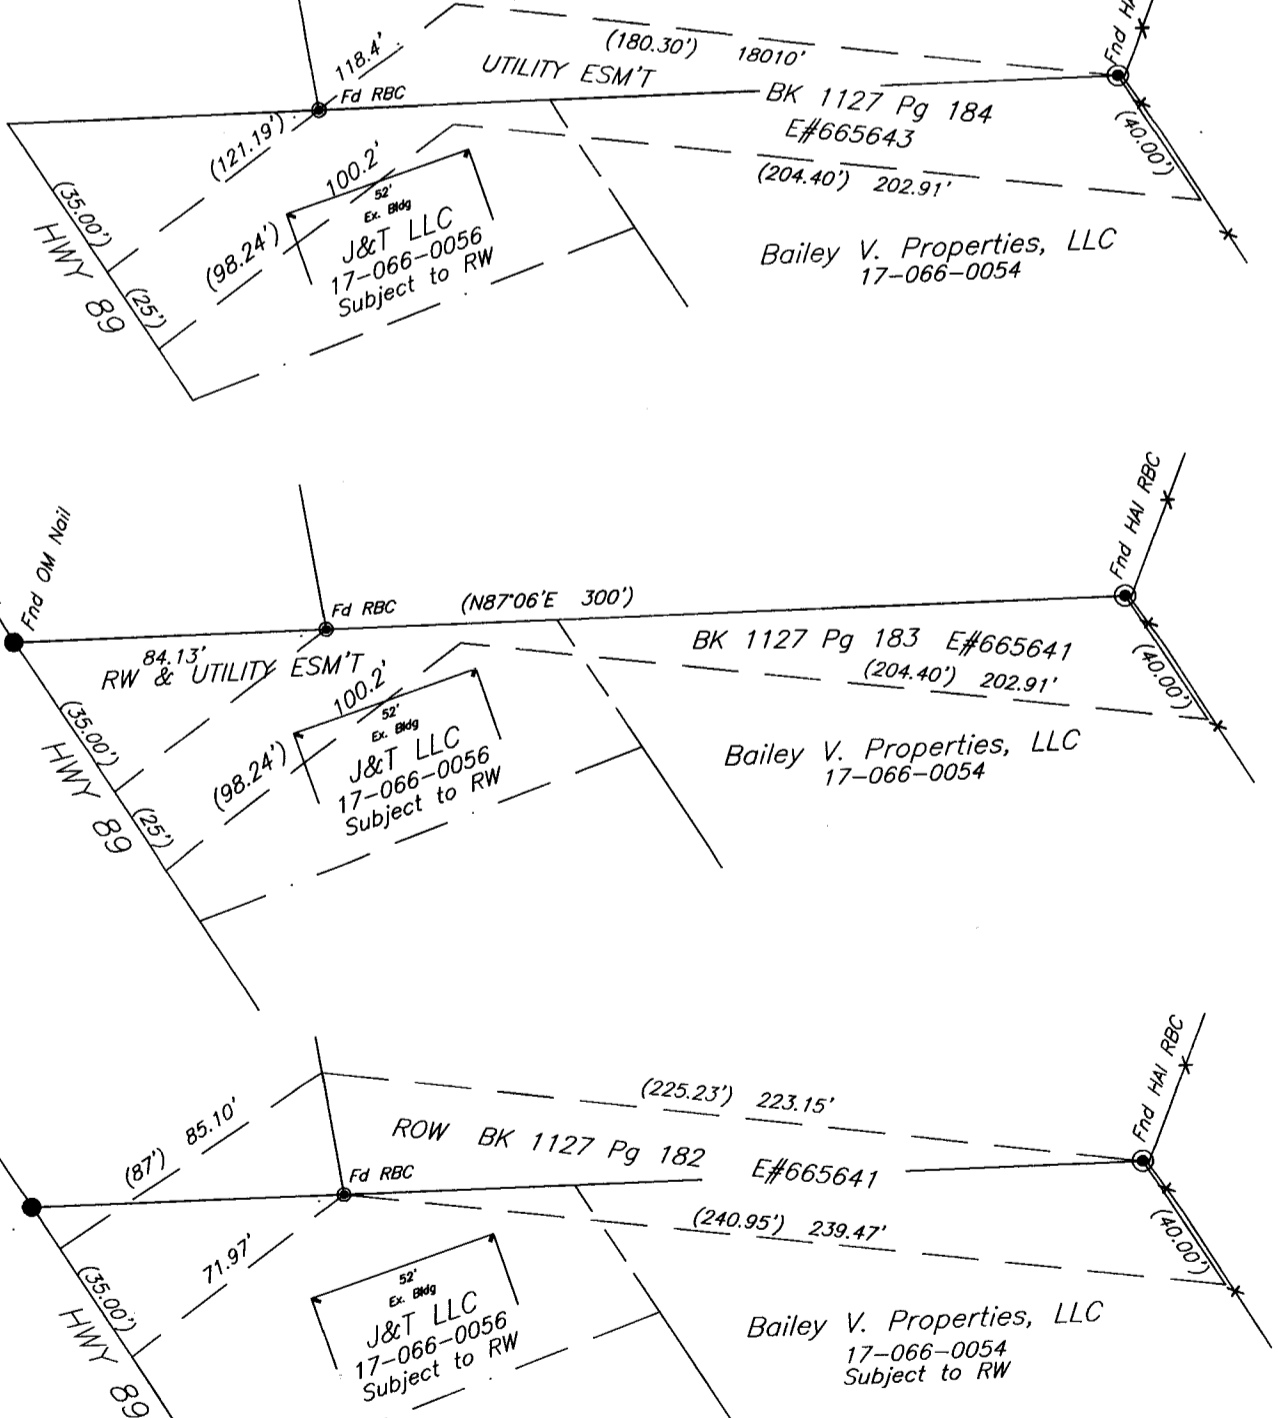 Fnd HA
118.4'
(180.30') 18010'
UTILITY ESM'T
Fd RBC
BK 1127 Pg 184
E#665643
(121.19')
(40.00')
100.2'
(204.40') 202.91'
52'
Ex. Bldg
(35.00')
J&T LLC
17-066-0056
Subject to RW
(98.24')
Bailey V. Properties, LLC
17-066-0054
HWY 89
(25')
Fnd OM Nail
Fnd HAI RBC
Fd RBC
(N87°06'E 300')
84.13'
RW & UTILITY ESM'T
BK 1127 Pg 183 E#665641
(204.40') 202.91'
(40.00')
100.2'
52'
Ex. Bldg
(35.00')
J&T LLC
17-066-0056
Subject to RW
(98.24')
Bailey V. Properties, LLC
17-066-0054
HWY 89
(25')
Fnd HAI RBC
(225.23') 223.15'
(87') 85.10'
ROW BK 1127 Pg 182 E#665641
Fd RBC
(240.95') 239.47'
(40.00')
71.97'
(35.00')
52'
Ex. Bldg
J&T LLC
17-066-0056
Subject to RW
Bailey V. Properties, LLC
17-066-0054
Subject to RW
HWY 89